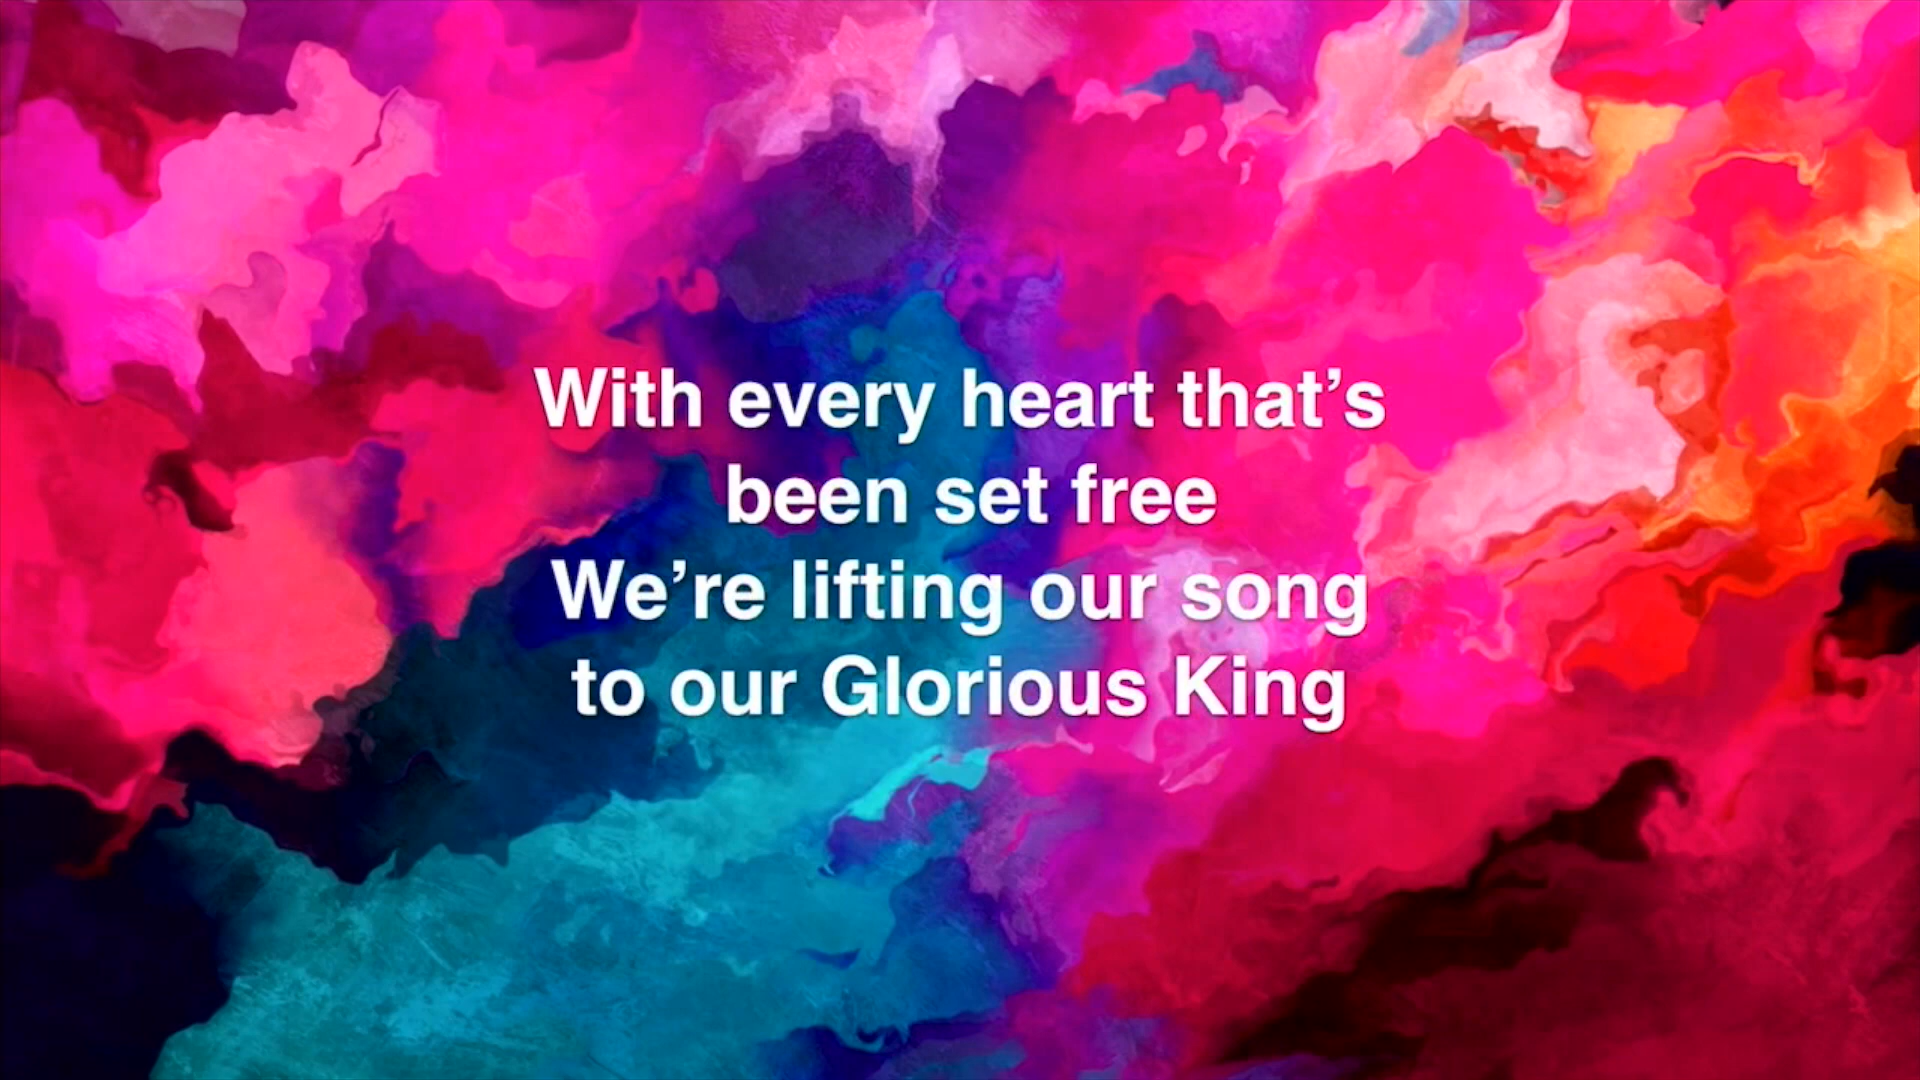 With every heart that’s
been set free
We’re lifting our song
to our Glorious King